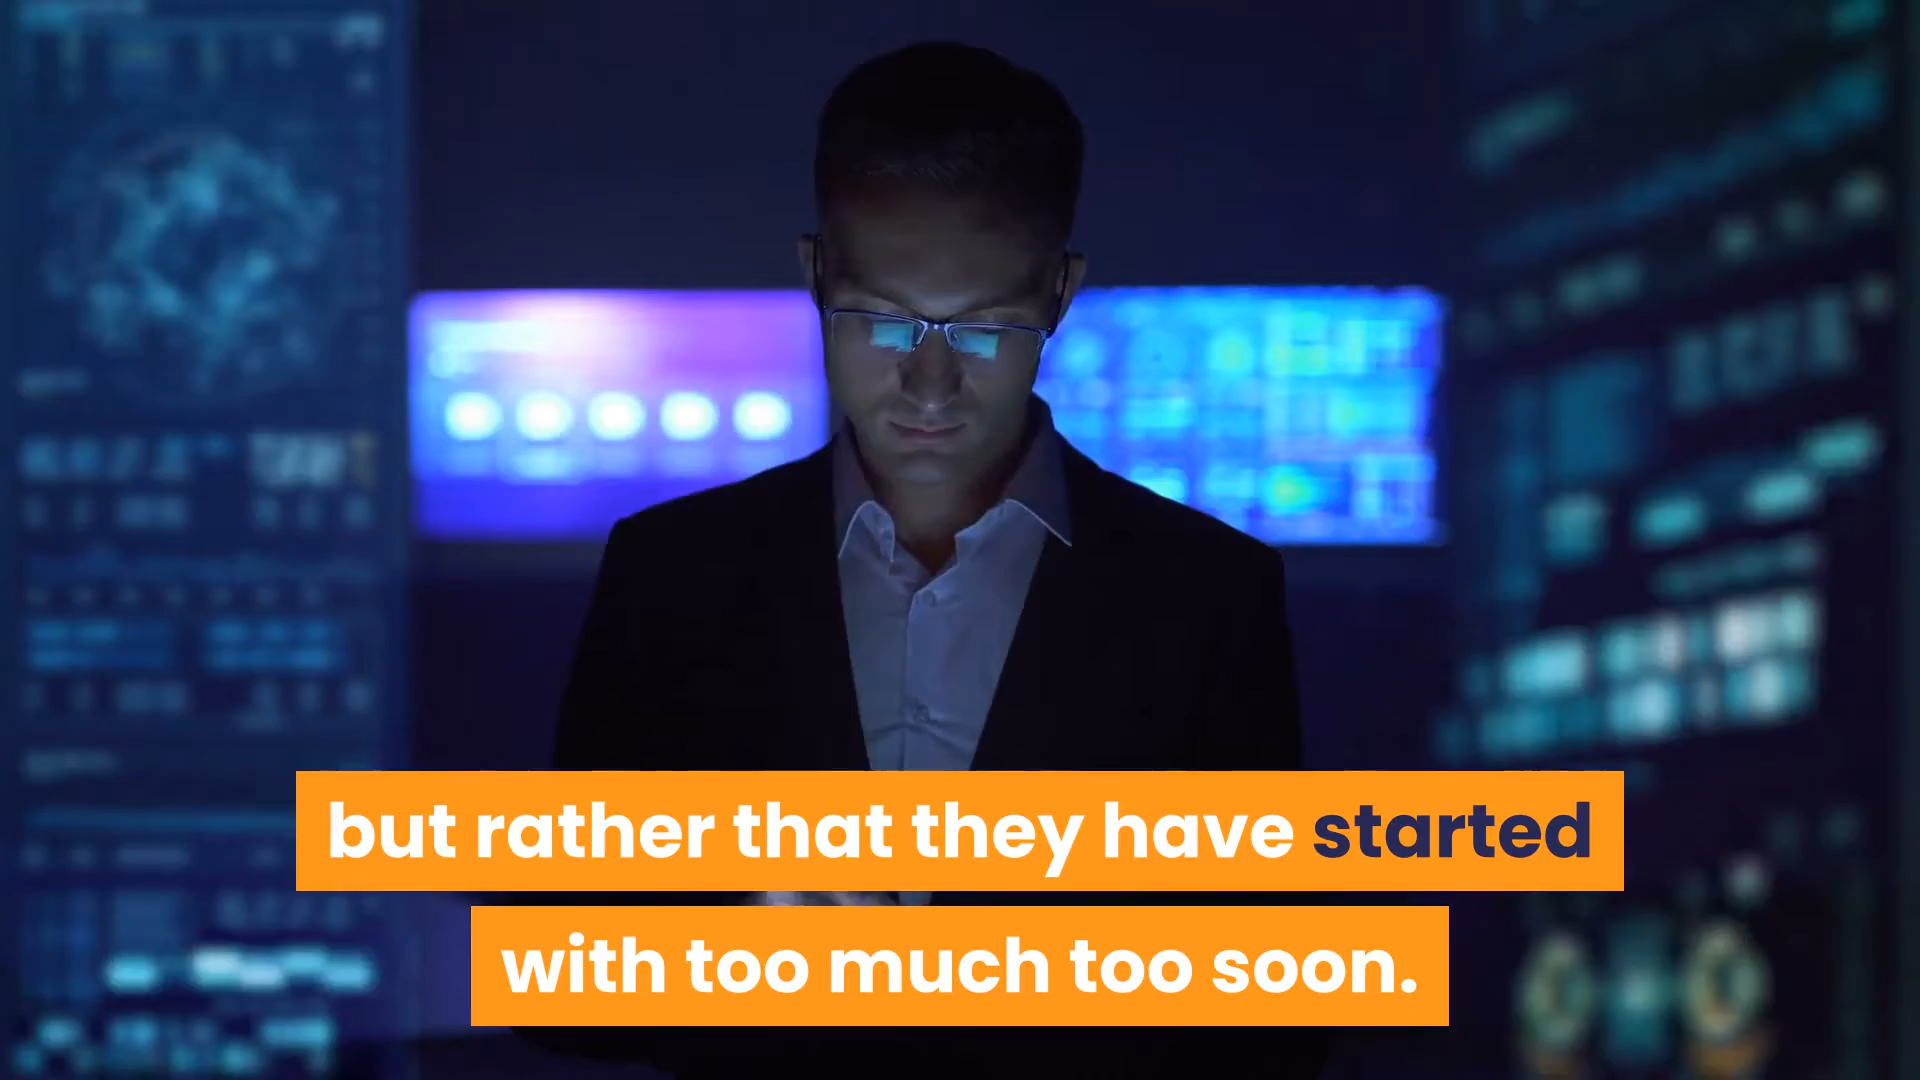 but rather that they have started
with too much too soon.